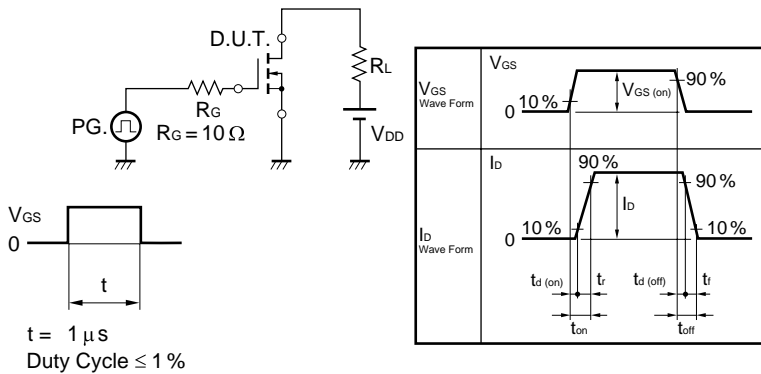 D.U.T.
RL
RG
PG.
RG = 10 Ω
VDD
VGS
0
t
t = 1 μs
Duty Cycle ≤ 1 %
VGS
Wave Form
VGS
10 %
0
VGS (on)
90 %
ID
Wave Form
ID
90 %
90 %
10 %
0
ID
10 %
td (on)
tr
td (off)
tf
ton
toff